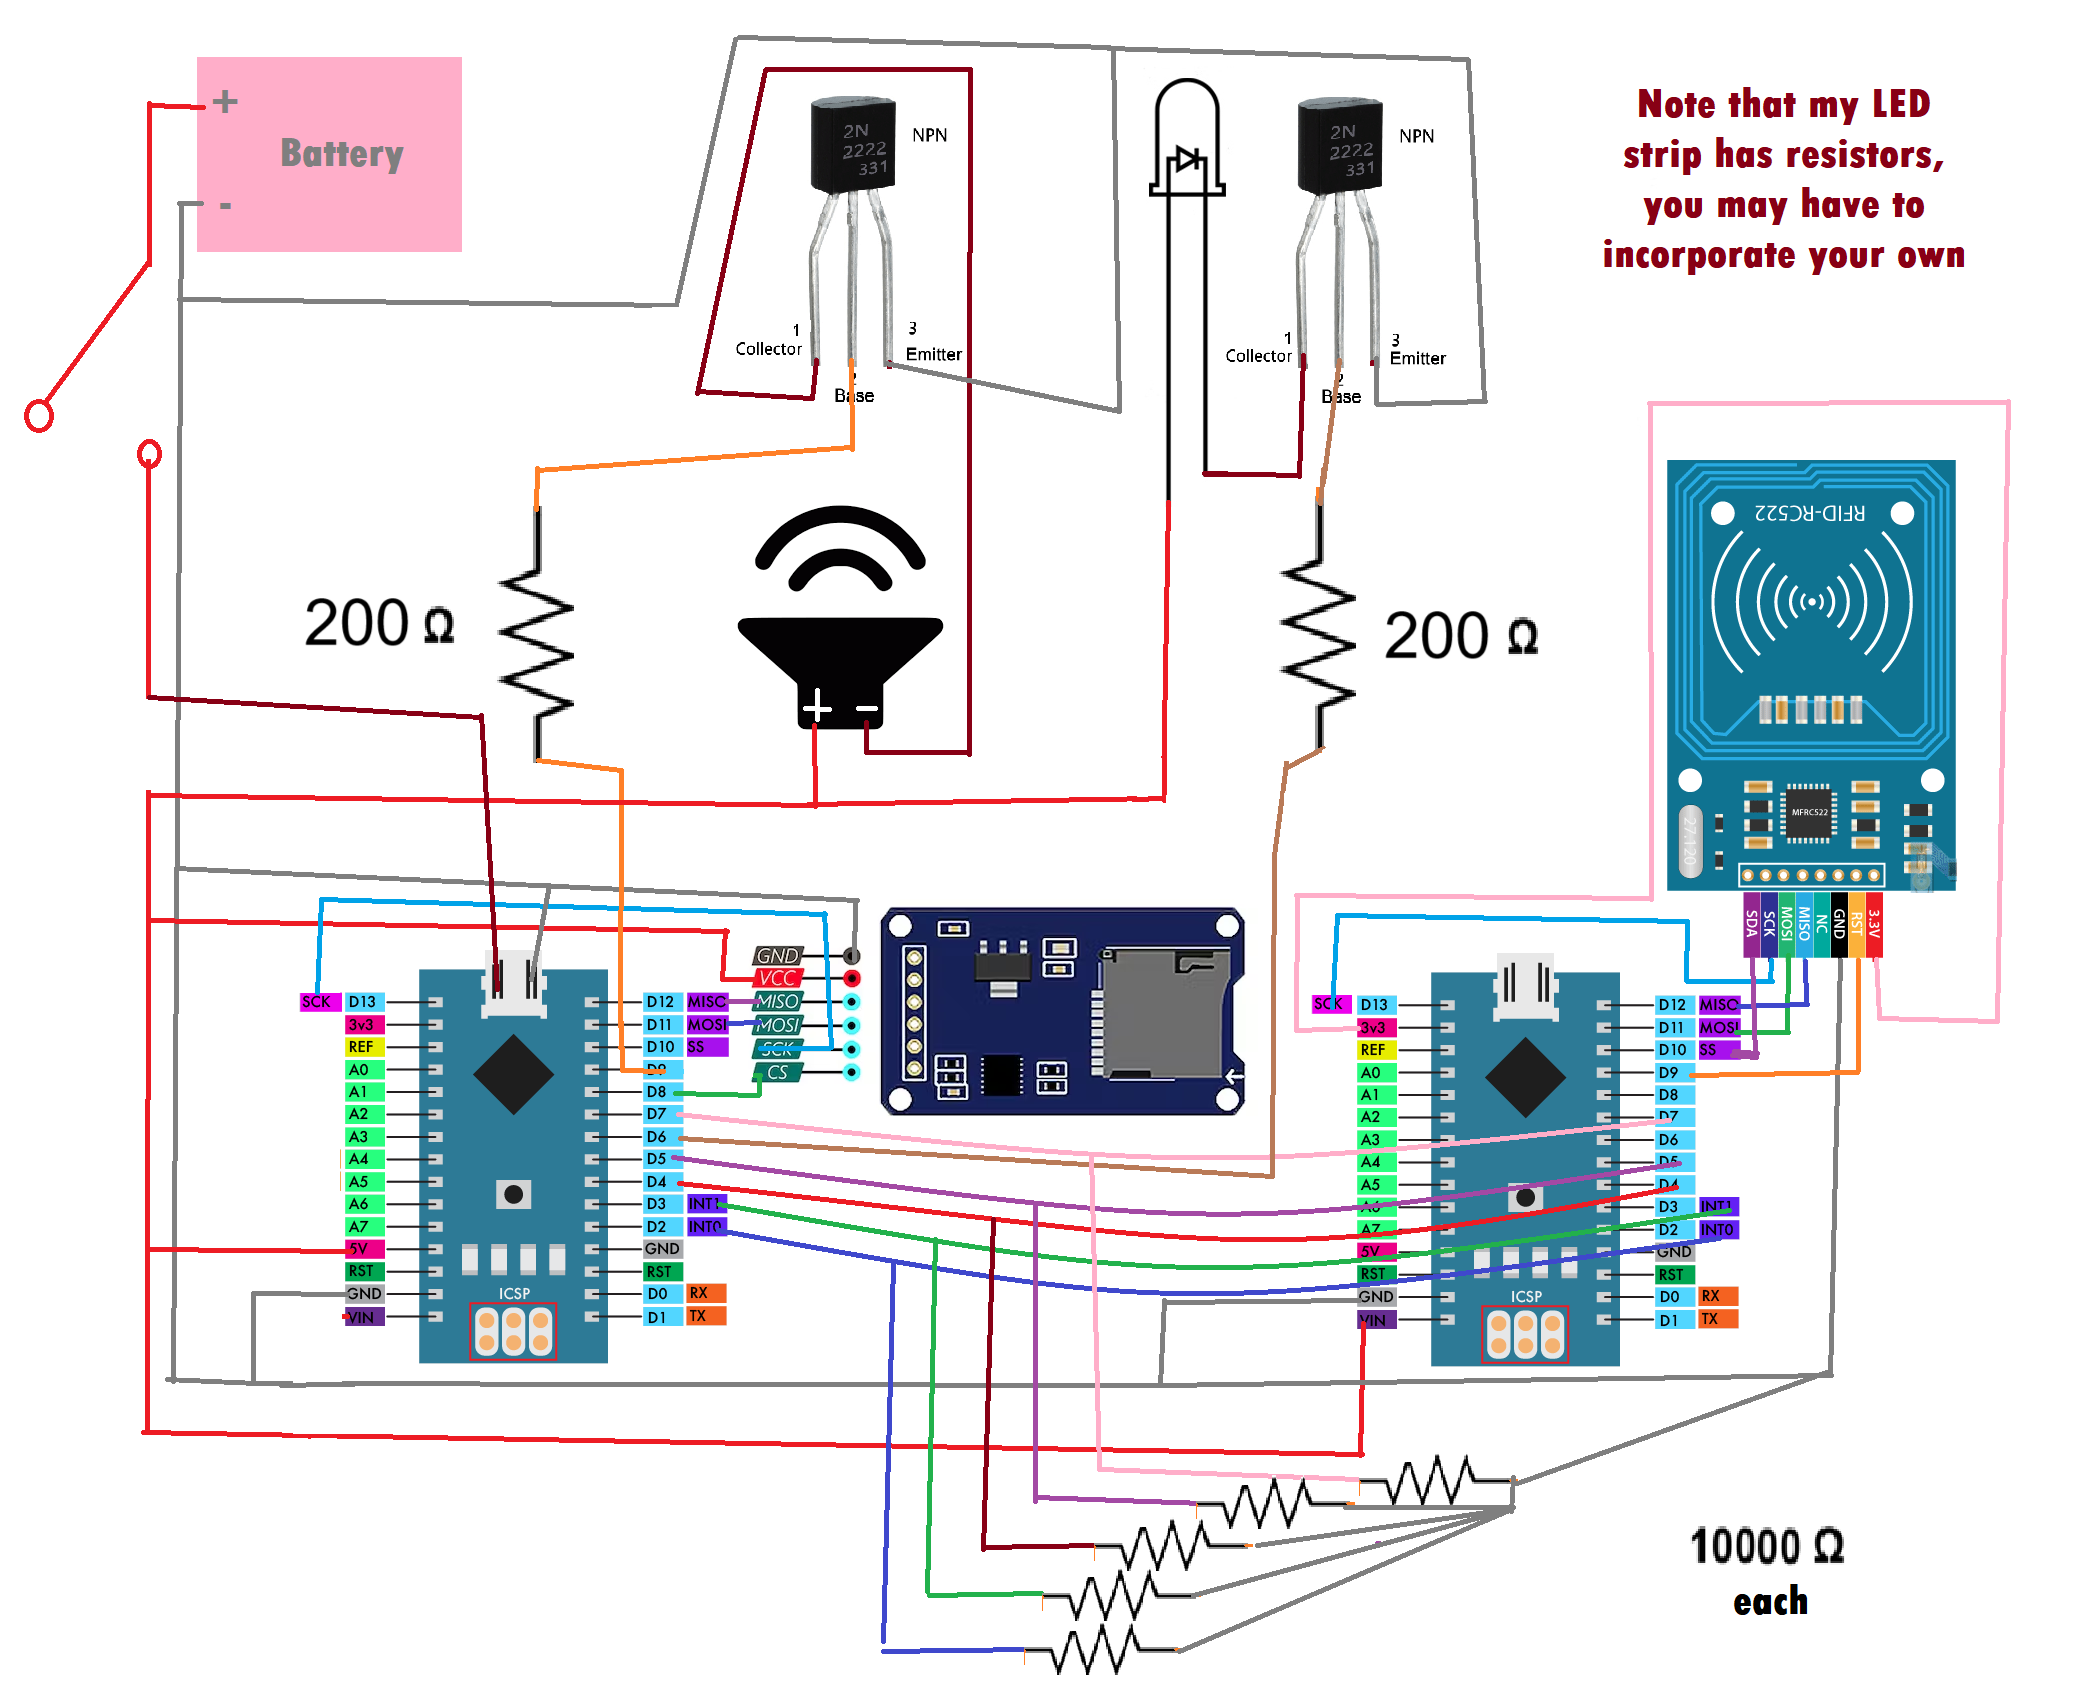 +
Battery
-
2N
2222
331
NPN
1
Collector
2
Base
3
Emitter
2N
2222
331
NPN
1
Collector
2
Base
3
Emitter
Note that my LED
strip has resistors,
you may have to
incorporate your own
200 Ω
+ −
200 Ω
RFID-RC522
MFRC522
27.120
SDA
SCK
MOSI
MISO
NC
GND
RST
3.3V
SCK D13
3v3
REF
A0
A1
A2
A3
A4
A5
A6
A7
5V
RST
GND
VIN
ICSP
D12 MISO
D11 MOSI
D10 SS
D9
D8
D7
D6
D5
D4
D3 INT1
D2 INT0
GND
RST
D0 RX
D1 TX
GND
VCC
MISO
MOSI
SCK
CS
SCK D13
3v3
REF
A0
A1
A2
A3
A4
A5
A6
A7
5V
RST
GND
VIN
ICSP
D12 MISO
D11 MOSI
D10 SS
D9
D8
D7
D6
D5
D4
D3 INT1
D2 INT0
GND
RST
D0 RX
D1 TX
10000 Ω
each